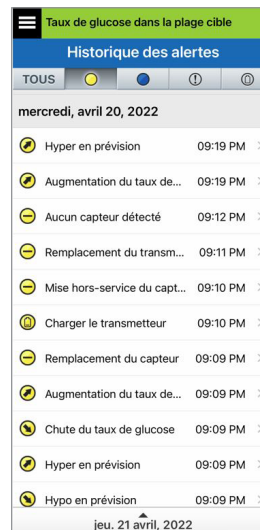 Taux de glucose dans la plage cible
Historique des alertes
TOUS
mercredi, avril 20, 2022
Hyper en prévision 09:19 PM
Augmentation du taux de... 09:19 PM
Aucun capteur détecté 09:12 PM
Remplacement du transm... 09:11 PM
Mise hors-service du capt... 09:10 PM
Charger le transmetteur 09:10 PM
Remplacement du capteur 09:09 PM
Augmentation du taux de... 09:09 PM
Chute du taux de glucose 09:09 PM
Hyper en prévision 09:09 PM
Hypo en prévision 09:09 PM
jeu. 21 avril, 2022